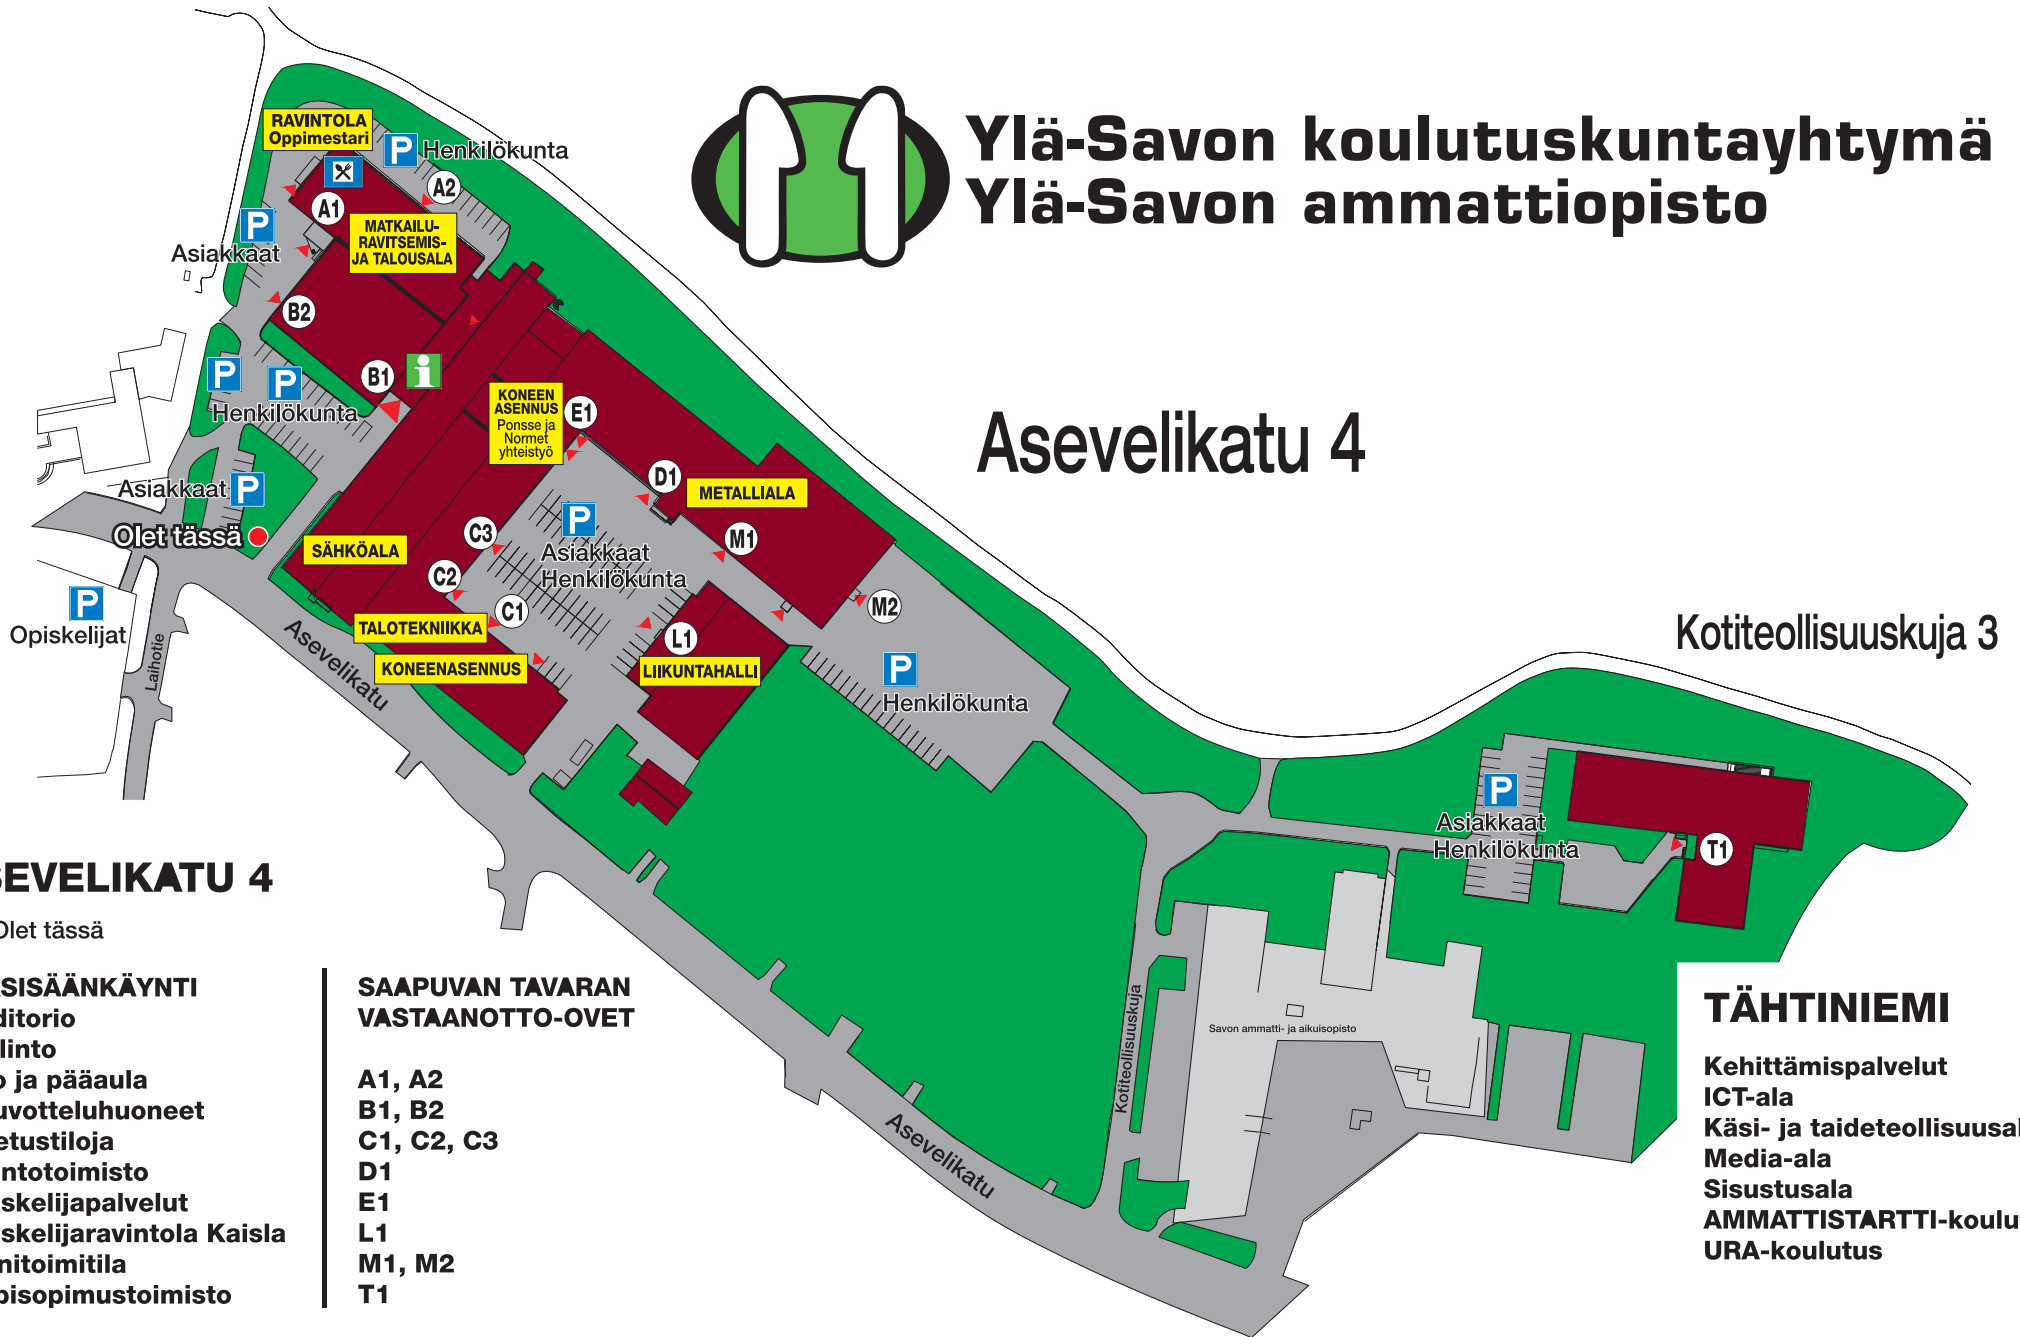 Ylä-Savon koulutuskuntayhtymä
Ylä-Savon ammattiopisto
RAVINTOLA
Oppimestari
P
Henkilökunta
A2
A1
P
Asiakkaat
MATKAILU-
RAVITSEMIS-
JA TALOUSALA
B2
B1
i
P
P
Henkilökunta
KONEEN
ASENNUS
Ponsse ja
Normet
yhteistyö
E1
Asevelikatu 4
D1
METALLIALA
Asiakkaat P
Olet tässä
P
Asiakkaat
Henkilökunta
C3
M1
SÄHKÖALA
C2
C1
M2
P
Opiskelijat
Laihotie
Asevelikatu
TALOTEKNIIKKA
KONEENASENNUS
L1
LIIKUNTAHALLI
P
Henkilökunta
Kotiteollisuuskuja 3
P
Asiakkaat
Henkilökunta
T1
Kotiteollisuuskuja
Savon ammatti- ja aikuisopisto
Asevelikatu
SEVELIKATU 4
Olet tässä
SISÄÄNKÄYNTI
ditorio
linto
o ja pääaula
uvotteluhuoneet
etustiloja
ntotoimisto
skelijapalvelut
skelijaravintola Kaisla
nitoimitila
pisopimustoimisto
SAAPUVAN TAVARAN
VASTAANOTTO-OVET
A1, A2
B1, B2
C1, C2, C3
D1
E1
L1
M1, M2
T1
TÄHTINIEMI
Kehittämispalvelut
ICT-ala
Käsi- ja taideteollisuusal
Media-ala
Sisustusala
AMMATTISTARTTI-koulu
URA-koulutus